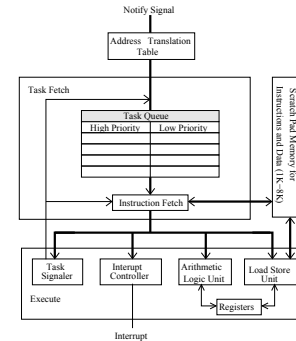 Notify Signal
Address Translation
Table
Task Fetch
Task Queue
High Priority Low Priority
Instruction Fetch
Scratch Pad Memory for
Instructions and Data (1K~8K)
Task
Signaler
Interupt
Controller
Arithmetic
Logic Unit
Load Store
Unit
Execute
Registers
Interrupt